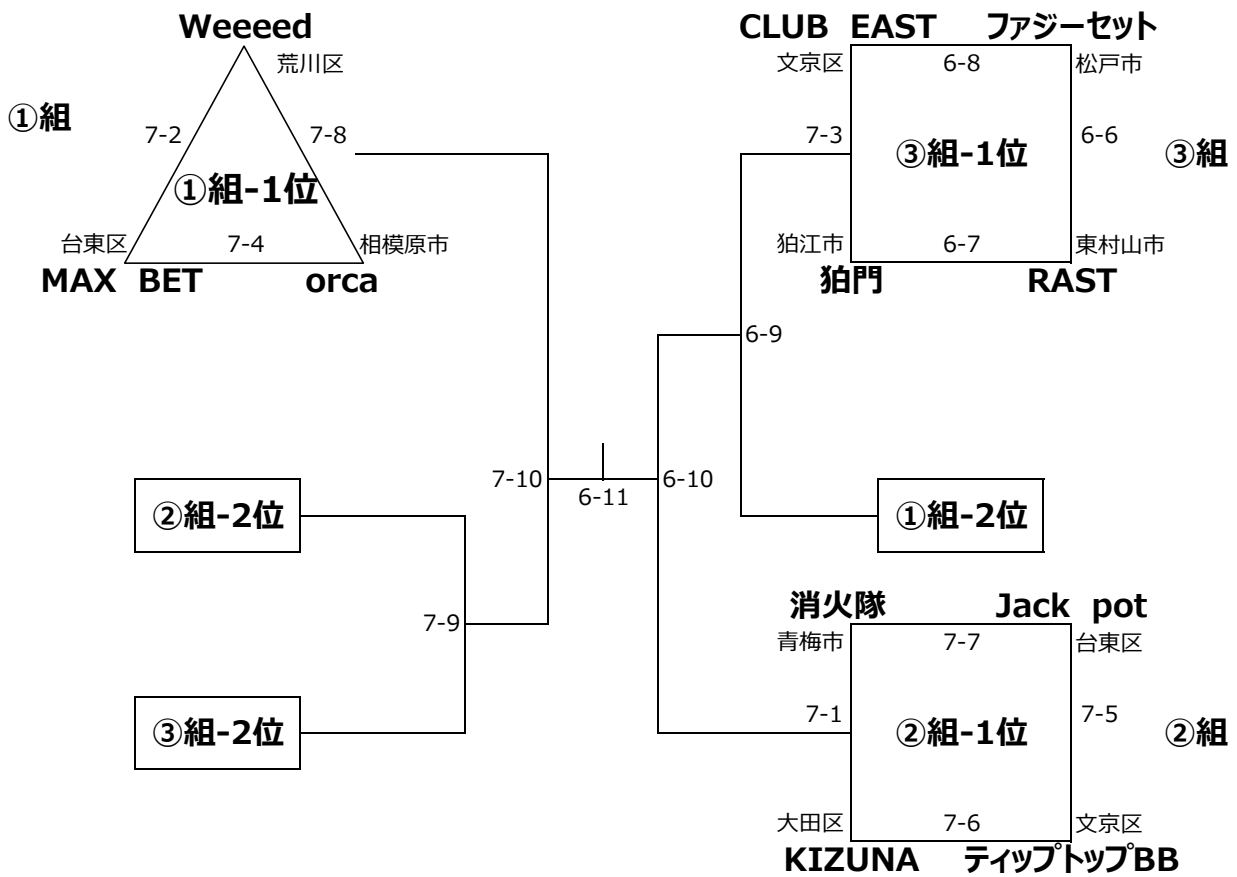 Weeeed
荒川区
①組
7-2
7-8
①組-1位
台東区
7-4
相模原市
MAX BET
orca
CLUB EAST
ファジーセット
文京区
6-8
松戸市
7-3
③組-1位
6-6
③組
狛江市
6-7
東村山市
狛門
RAST
6-9
7-10
6-11
6-10
②組-2位
①組-2位
7-9
③組-2位
消火隊
Jack pot
青梅市
7-7
台東区
7-1
②組-1位
7-5
②組
大田区
7-6
文京区
KIZUNA
ティップトップBB